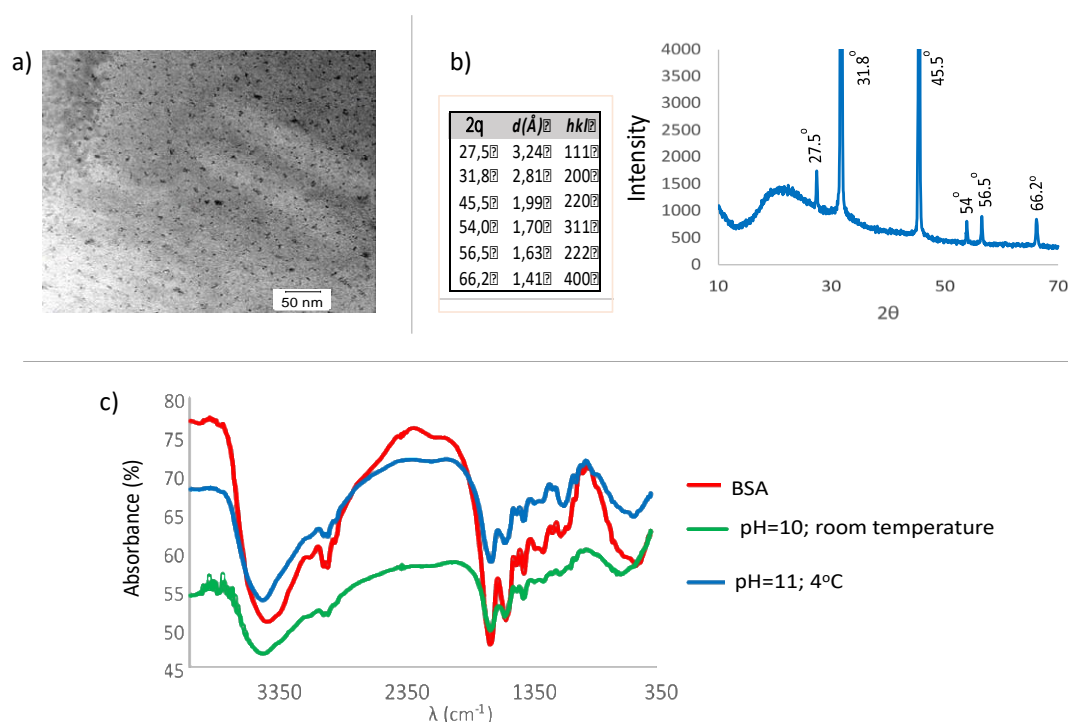 a)
50 nm
b)
2q d(Å)⍰ hkl⍰
27,5⍰ 3,24⍰ 111⍰
31,8⍰ 2,81⍰ 200⍰
45,5⍰ 1,99⍰ 220⍰
54,0⍰ 1,70⍰ 311⍰
56,5⍰ 1,63⍰ 222⍰
66,2⍰ 1,41⍰ 400⍰
Intensity
4000
3500
3000
2500
2000
1500
1000
500
0
27.5°
31.8°
45.5°
54°
56.5°
66.2°
10 30 50 70
2θ
c)
Absorbance (%)
80
75
70
65
60
55
50
45
3350 2350 1350 350
λ (cm⁻¹)
BSA
pH=10; room temperature
pH=11; 4°C